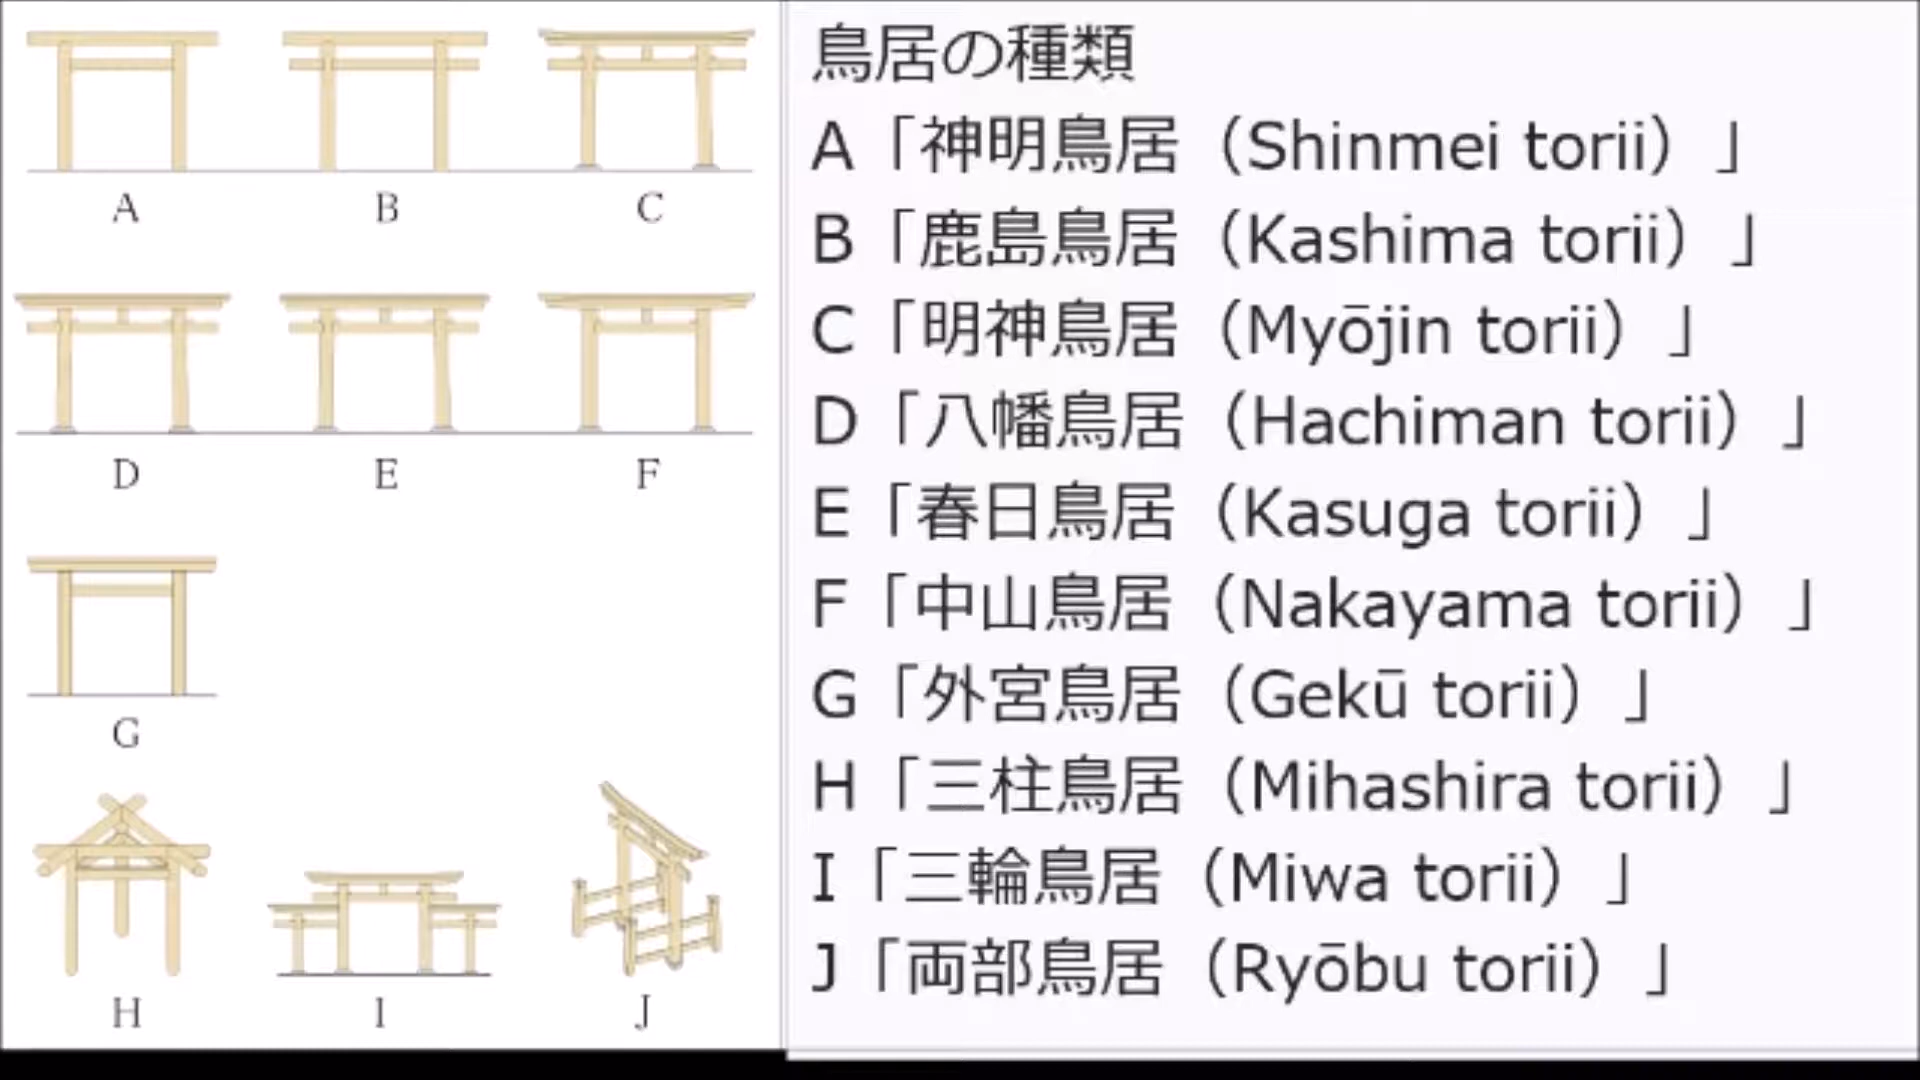 A
B
C
D
E
F
G
H
I
J
鳥居の種類
A「神明鳥居（Shinmei torii）」
B「鹿島鳥居（Kashima torii）」
C「明神鳥居（Myōjin torii）」
D「八幡鳥居（Hachiman torii）」
E「春日鳥居（Kasuga torii）」
F「中山鳥居（Nakayama torii）」
G「外宮鳥居（Gekū torii）」
H「三柱鳥居（Mihashira torii）」
I「三輪鳥居（Miwa torii）」
J「両部鳥居（Ryōbu torii）」